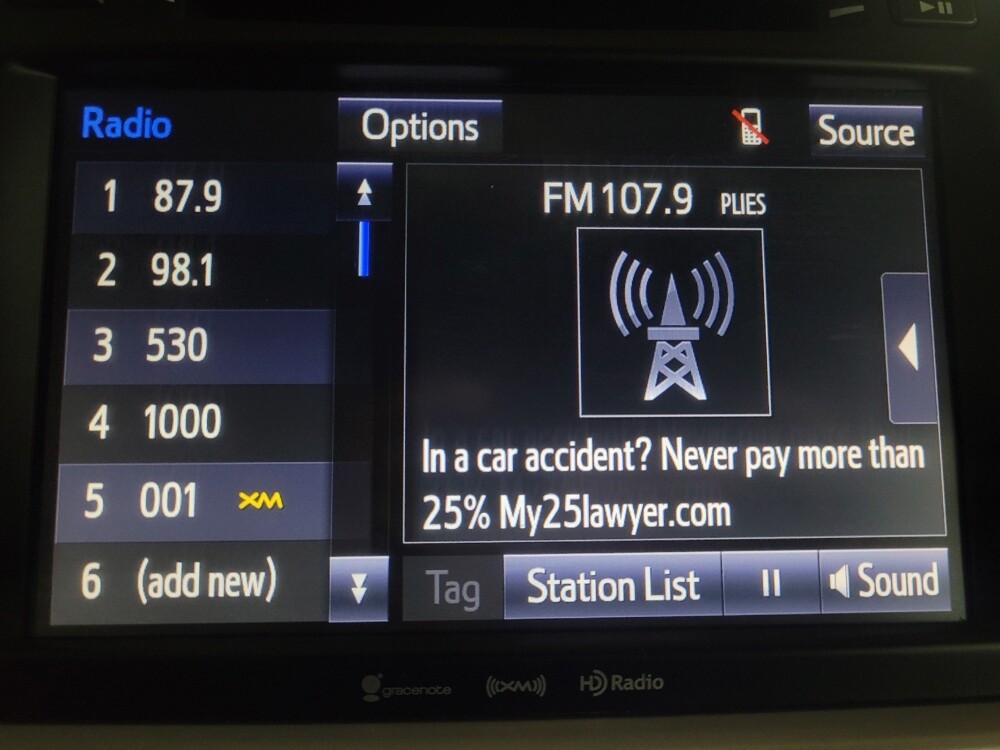 Radio
Options
Source
1 87.9
2 98.1
3 530
4 1000
5 001 XM
6 (add new)
FM 107.9 PLIES
In a car accident? Never pay more than
25% My25lawyer.com
Tag
Station List
Sound
gracenote
((XM))
HD Radio